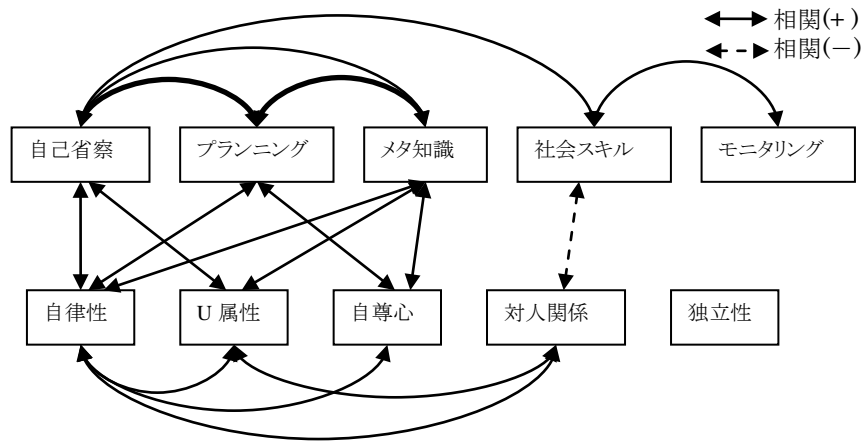 相関(+)
相関(-)
自己省察
プランニング
メタ知識
社会スキル
モニタリング
自律性
U 属性
自尊心
対人関係
独立性